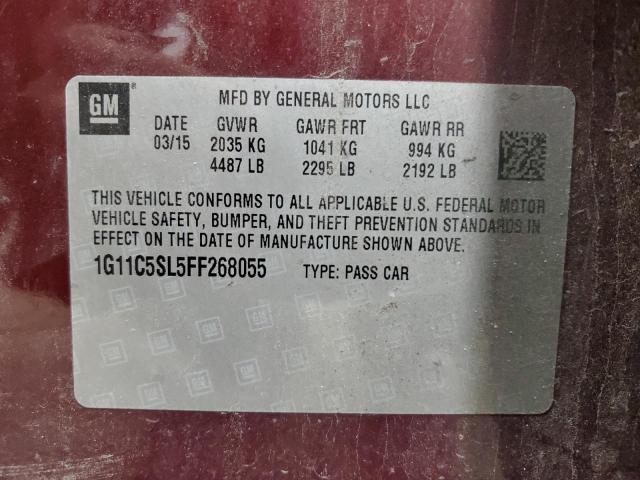 GM
MFD BY GENERAL MOTORS LLC
DATE GVWR GAWR FRT GAWR RR
03/15 2035 KG 1041 KG 994 KG
4487 LB 2295 LB 2192 LB
THIS VEHICLE CONFORMS TO ALL APPLICABLE U.S. FEDERAL MOTOR
VEHICLE SAFETY, BUMPER, AND THEFT PREVENTION STANDARDS IN
EFFECT ON THE DATE OF MANUFACTURE SHOWN ABOVE.
1G11C5SL5FF268055 TYPE: PASS CAR